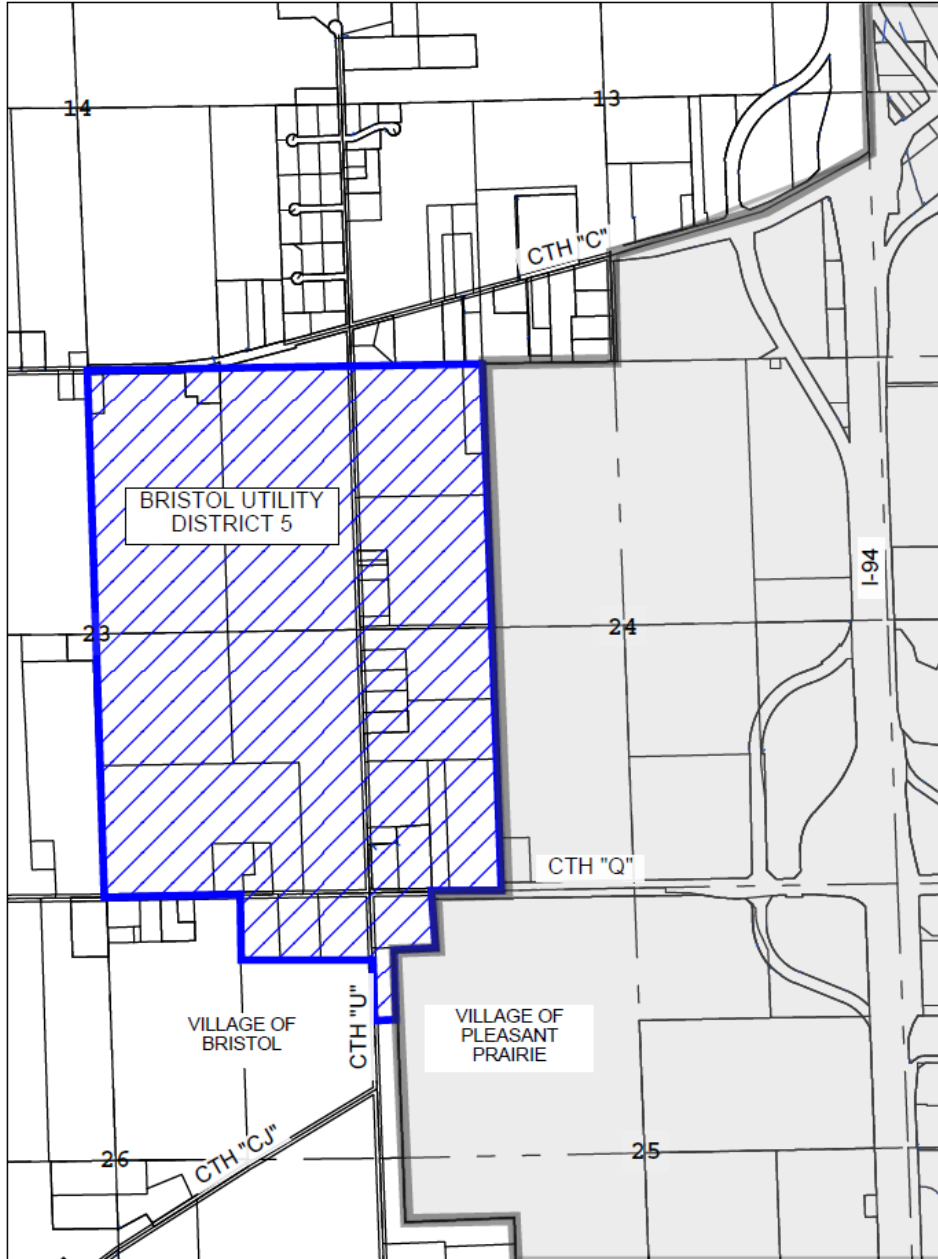 14
13
CTH "C"
BRISTOL UTILITY
DISTRICT 5
I-94
23
24
CTH "Q"
VILLAGE OF
BRISTOL
CTH "U"
VILLAGE OF
PLEASANT
PRAIRIE
CTH "CJ"
26
25